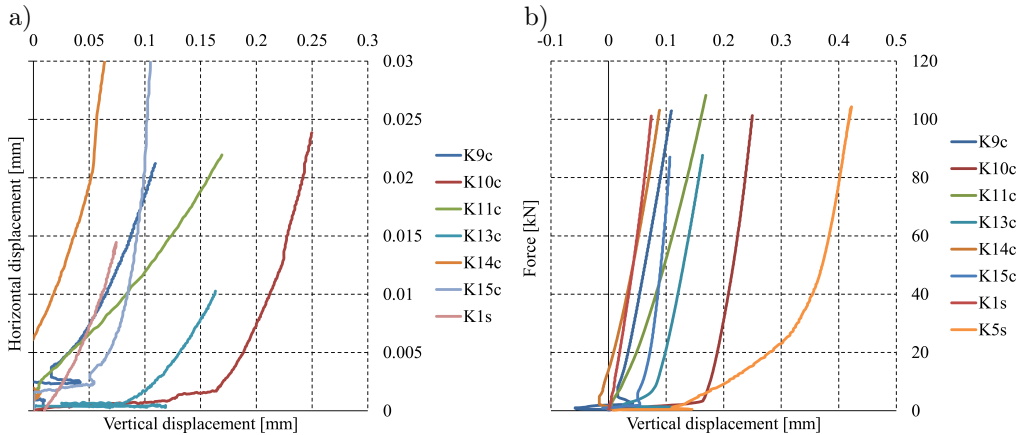 a)
0 0.05 0.1 0.15 0.2 0.25 0.3
0.03
0.025
0.02
0.015
0.01
0.005
0
Horizontal displacement [mm]
Vertical displacement [mm]
K9c
K10c
K11c
K13c
K14c
K15c
K1s
b)
-0.1 0 0.1 0.2 0.3 0.4 0.5
120
100
80
60
40
20
0
Force [kN]
Vertical displacement [mm]
K9c
K10c
K11c
K13c
K14c
K15c
K1s
K5s